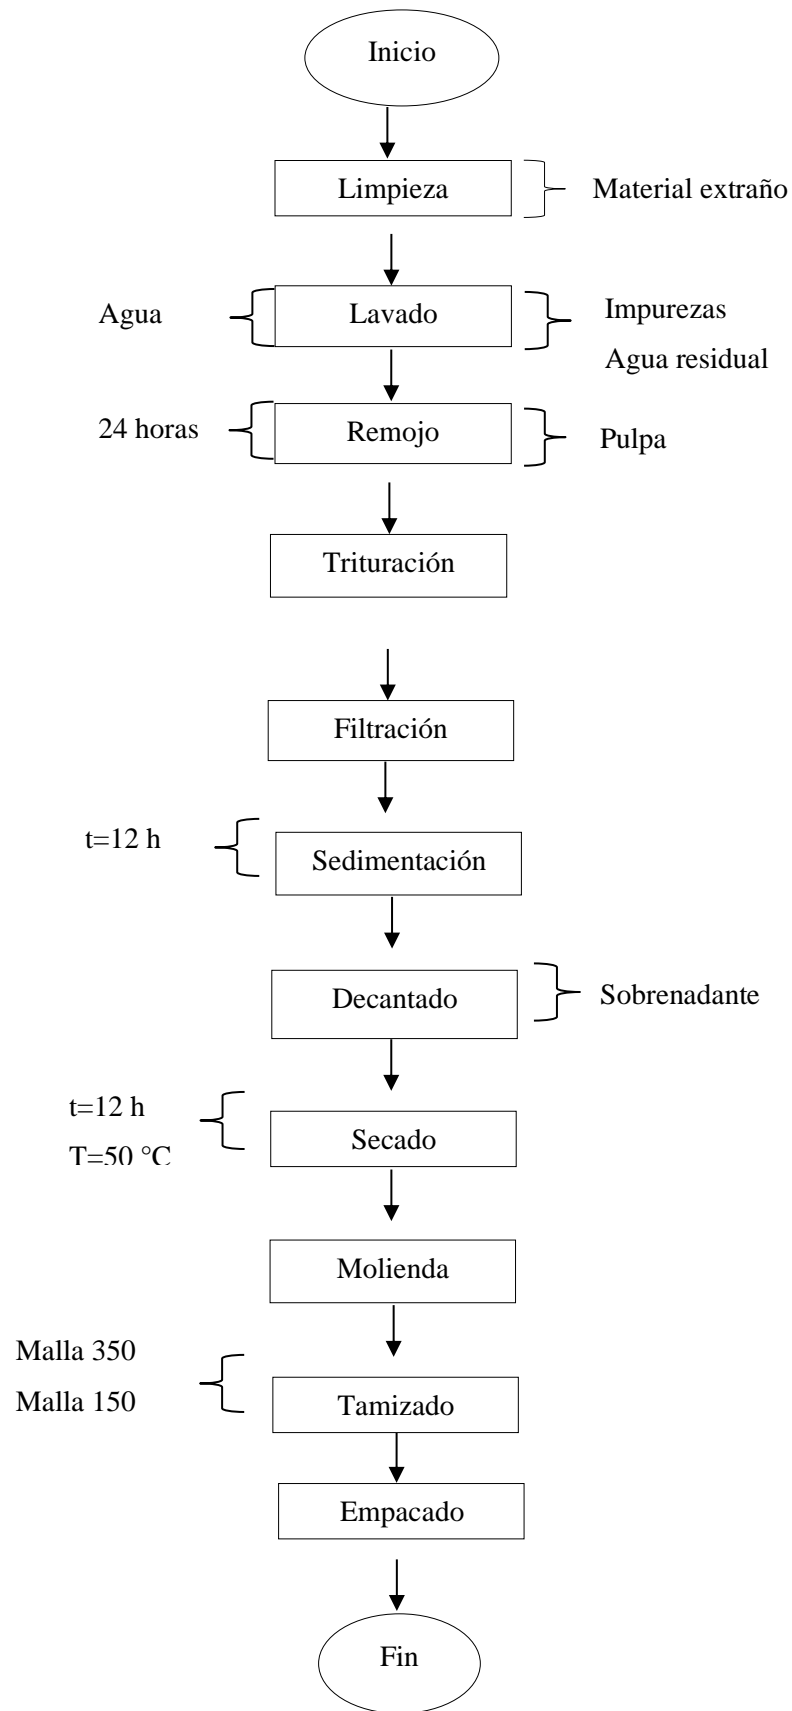 Inicio
Limpieza
Material extraño
Agua
Lavado
Impurezas
Agua residual
24 horas
Remojo
Pulpa
Trituración
Filtración
t=12 h
Sedimentación
Decantado
Sobrenadante
t=12 h
T=50 °C
Secado
Molienda
Malla 350
Malla 150
Tamizado
Empacado
Fin